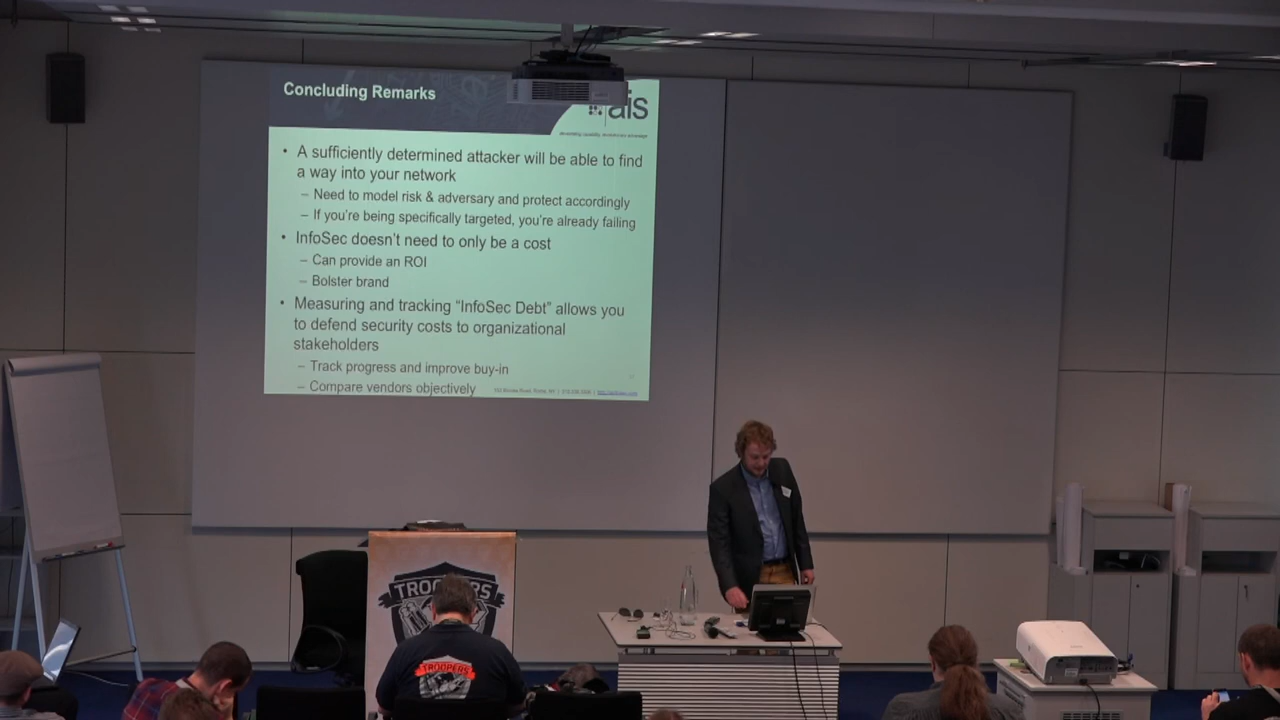 Concluding Remarks
ais
• A sufficiently determined attacker will be able to find
a way into your network
– Need to model risk & adversary and protect accordingly
– If you're being specifically targeted, you're already failing
• InfoSec doesn't need to only be a cost
– Can provide an ROI
– Bolster brand
• Measuring and tracking “InfoSec Debt” allows you
to defend security costs to organizational
stakeholders
– Track progress and improve buy-in
– Compare vendors objectively
TROOPERS
TROOPERS